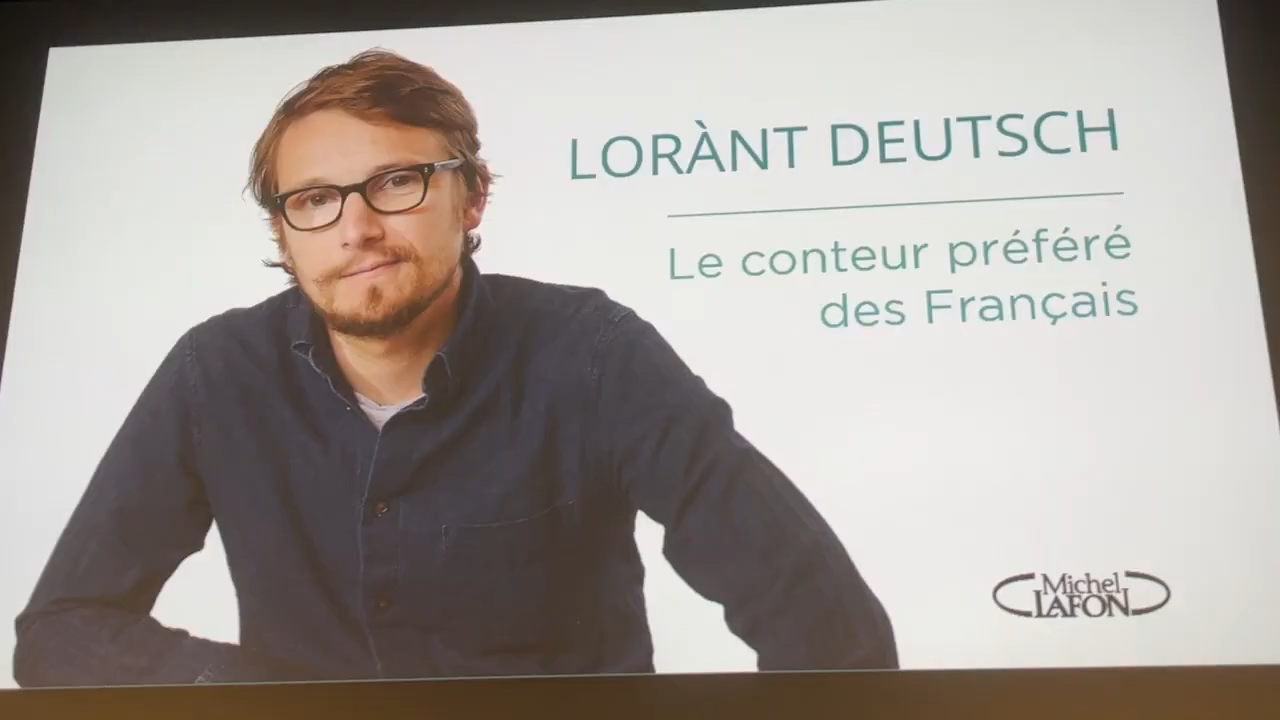 LORÀNT DEUTSCH
Le conteur préféré
des Français
Michel
LAFON